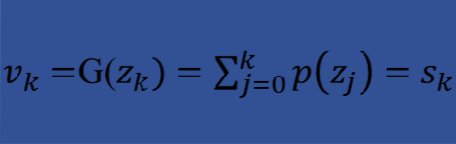 v_k =G(z_k) = ∑_{j=0}^{k} p(z_j) = s_k